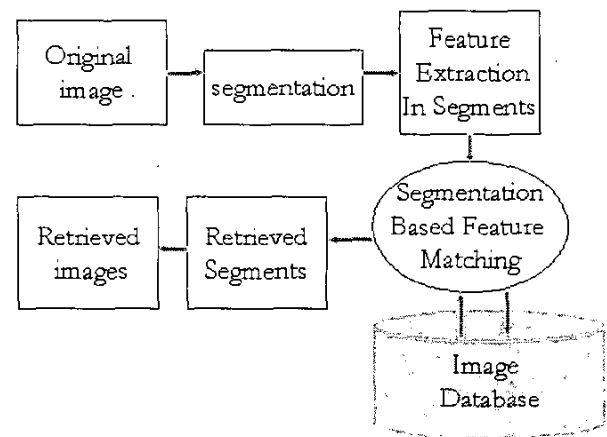 Original
image
segmentation
Feature
Extraction
In Segments
Segmentation
Based Feature
Matching
Retrieved
Segments
Retrieved
images
Image
Database